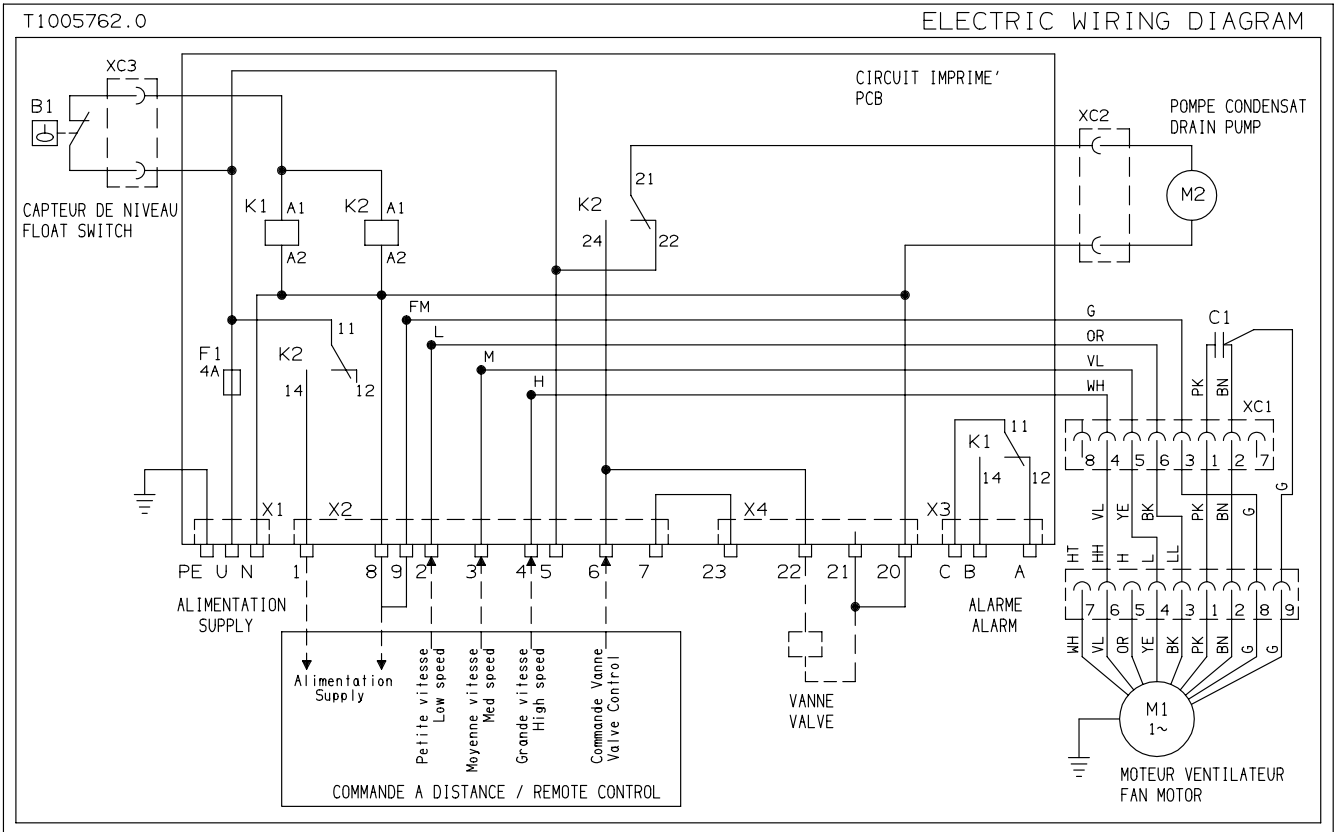 T1005762.0
ELECTRIC WIRING DIAGRAM
XC3
B1
CAPTEUR DE NIVEAU
FLOAT SWITCH
CIRCUIT IMPRIME'
PCB
XC2
POMPE CONDENSAT
DRAIN PUMP
M2
K1 A1
A2
K2 A1
A2
K2
21
24
22
FM
L
M
H
F1
4A
K2
11
14
12
G
OR
VL
WH
C1
PK
BN
XC1
K1
11
14
12
8 4 5 6 3 1 2 7
X1
X2
X4
X3
VL
YE
BK
PK
BN
G
G
HT
HH
H
L
LL
PE U N
1
8
9
2
3
4
5
6
7
23
22
21
20
C B A
7 6 5 4 3 1 2 8 9
ALIMENTATION
SUPPLY
ALARME
ALARM
WH
VL
OR
YE
BK
PK
BN
G
G
Alimentation
Supply
Petite vitesse
Low speed
Moyenne vitesse
Med speed
Grande vitesse
High speed
Commande Vanne
Valve Control
VANNE
VALVE
M1
1~
COMMANDE A DISTANCE / REMOTE CONTROL
MOTEUR VENTILATEUR
FAN MOTOR